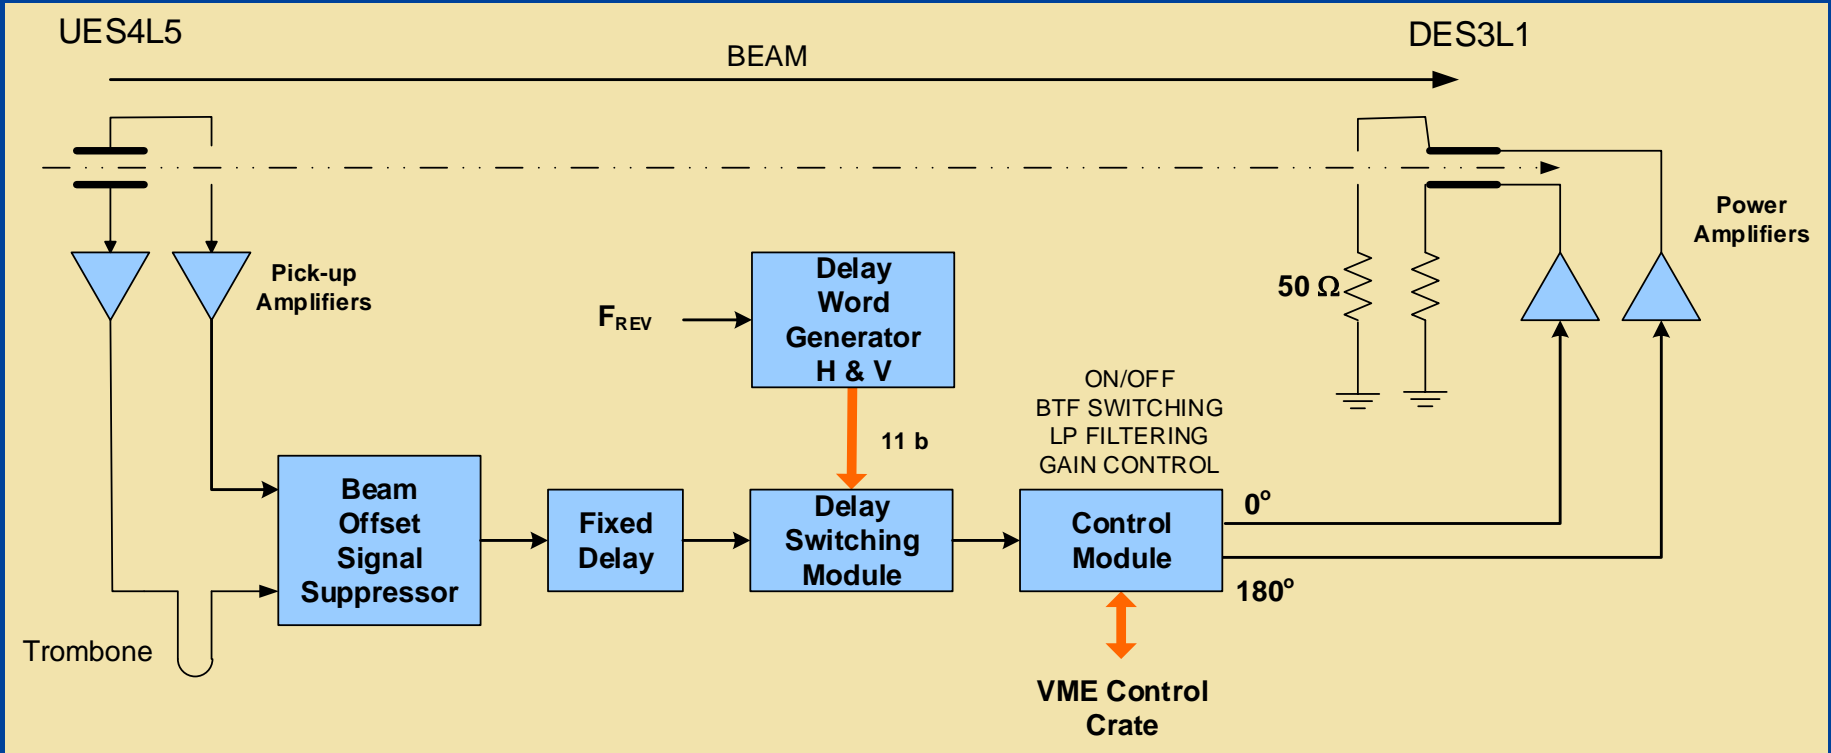 UES4L5
DES3L1
BEAM
Pick-up
Amplifiers
Power
Amplifiers
Delay
Word
Generator
H & V
F_REV
50 Ω
11 b
ON/OFF
BTF SWITCHING
LP FILTERING
GAIN CONTROL
Beam
Offset
Signal
Suppressor
Fixed
Delay
Delay
Switching
Module
Control
Module
0°
180°
Trombone
VME Control
Crate